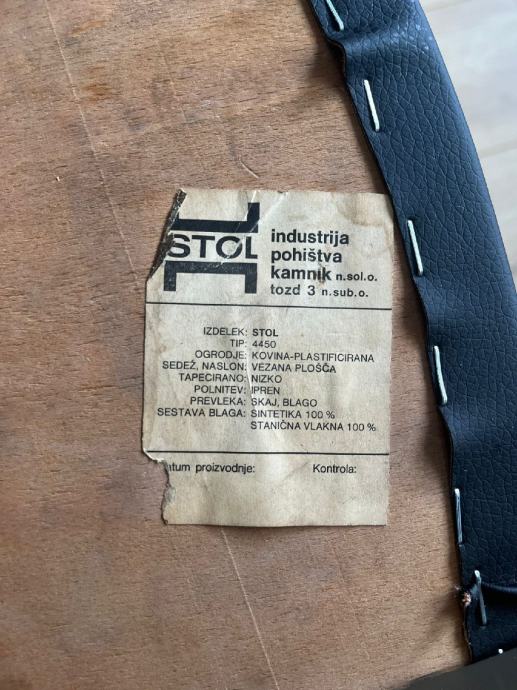 STOL
industrija
pohištva
kamnik n.sol.o.
tozd 3 n.sub.o.
IZDELEK: STOL
TIP: 4450
OGRODJE: KOVINA-PLASTIFICIRANA
SEDEŽ, NASLON: VEZANA PLOŠČA
TAPECIRANO: NIZKO
POLNITEV: IPREN
PREVLEKA: SKAJ, BLAGO
SESTAVA BLAGA: SINTETIKA 100 %
STANIČNA VLAKNA 100 %
atum proizvodnje: Kontrola: